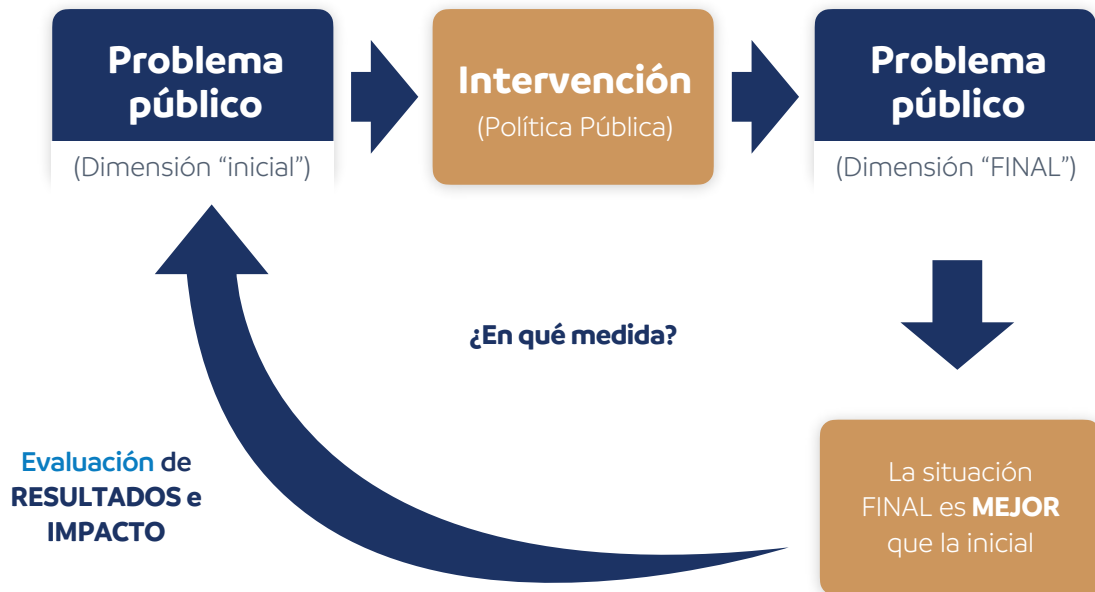 Problema
público
(Dimensión “inicial”)
Intervención
(Política Pública)
Problema
público
(Dimensión “FINAL”)
¿En qué medida?
Evaluación de
RESULTADOS e
IMPACTO
La situación
FINAL es MEJOR
que la inicial